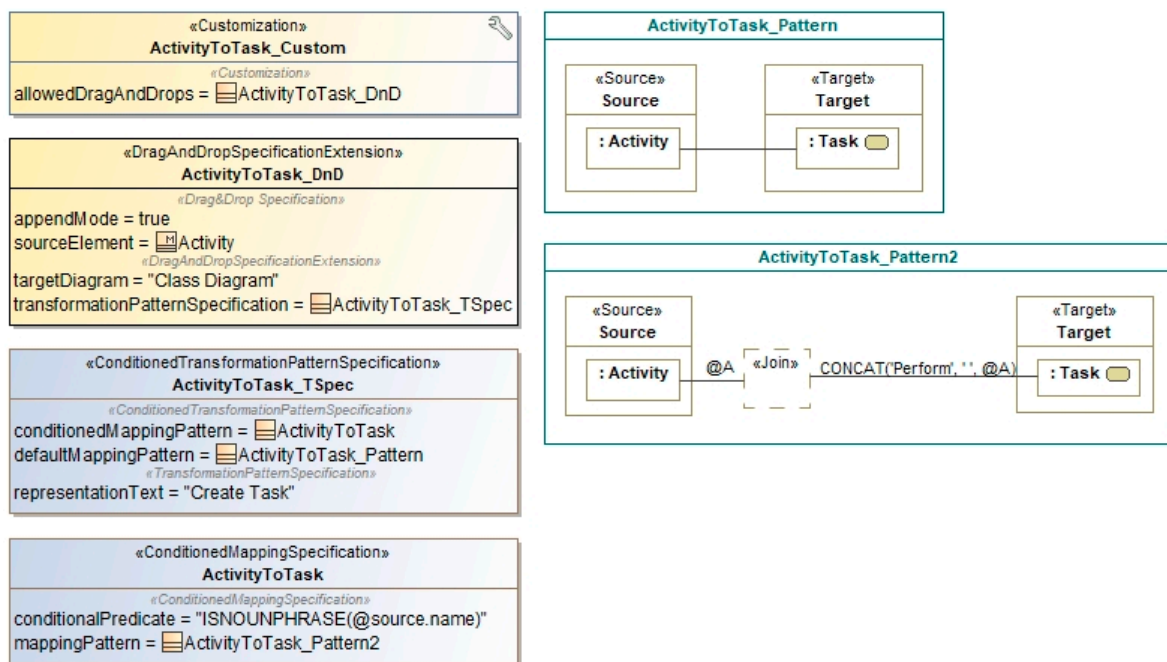 «Customization»
ActivityToTask_Custom
«Customization»
allowedDragAndDrops = ActivityToTask_DnD
«DragAndDropSpecificationExtension»
ActivityToTask_DnD
«Drag&Drop Specification»
appendMode = true
sourceElement = Activity
«DragAndDropSpecificationExtension»
targetDiagram = "Class Diagram"
transformationPatternSpecification = ActivityToTask_TSpec
«ConditionedTransformationPatternSpecification»
ActivityToTask_TSpec
«ConditionedTransformationPatternSpecification»
conditionedMappingPattern = ActivityToTask
defaultMappingPattern = ActivityToTask_Pattern
«TransformationPatternSpecification»
representationText = "Create Task"
«ConditionedMappingSpecification»
ActivityToTask
«ConditionedMappingSpecification»
conditionalPredicate = "ISNOUNPHRASE(@source.name)"
mappingPattern = ActivityToTask_Pattern2
ActivityToTask_Pattern
«Source»
Source
: Activity
«Target»
Target
: Task
ActivityToTask_Pattern2
«Source»
Source
: Activity
@A
«Join»
CONCAT('Perform', ' ', @A)
«Target»
Target
: Task